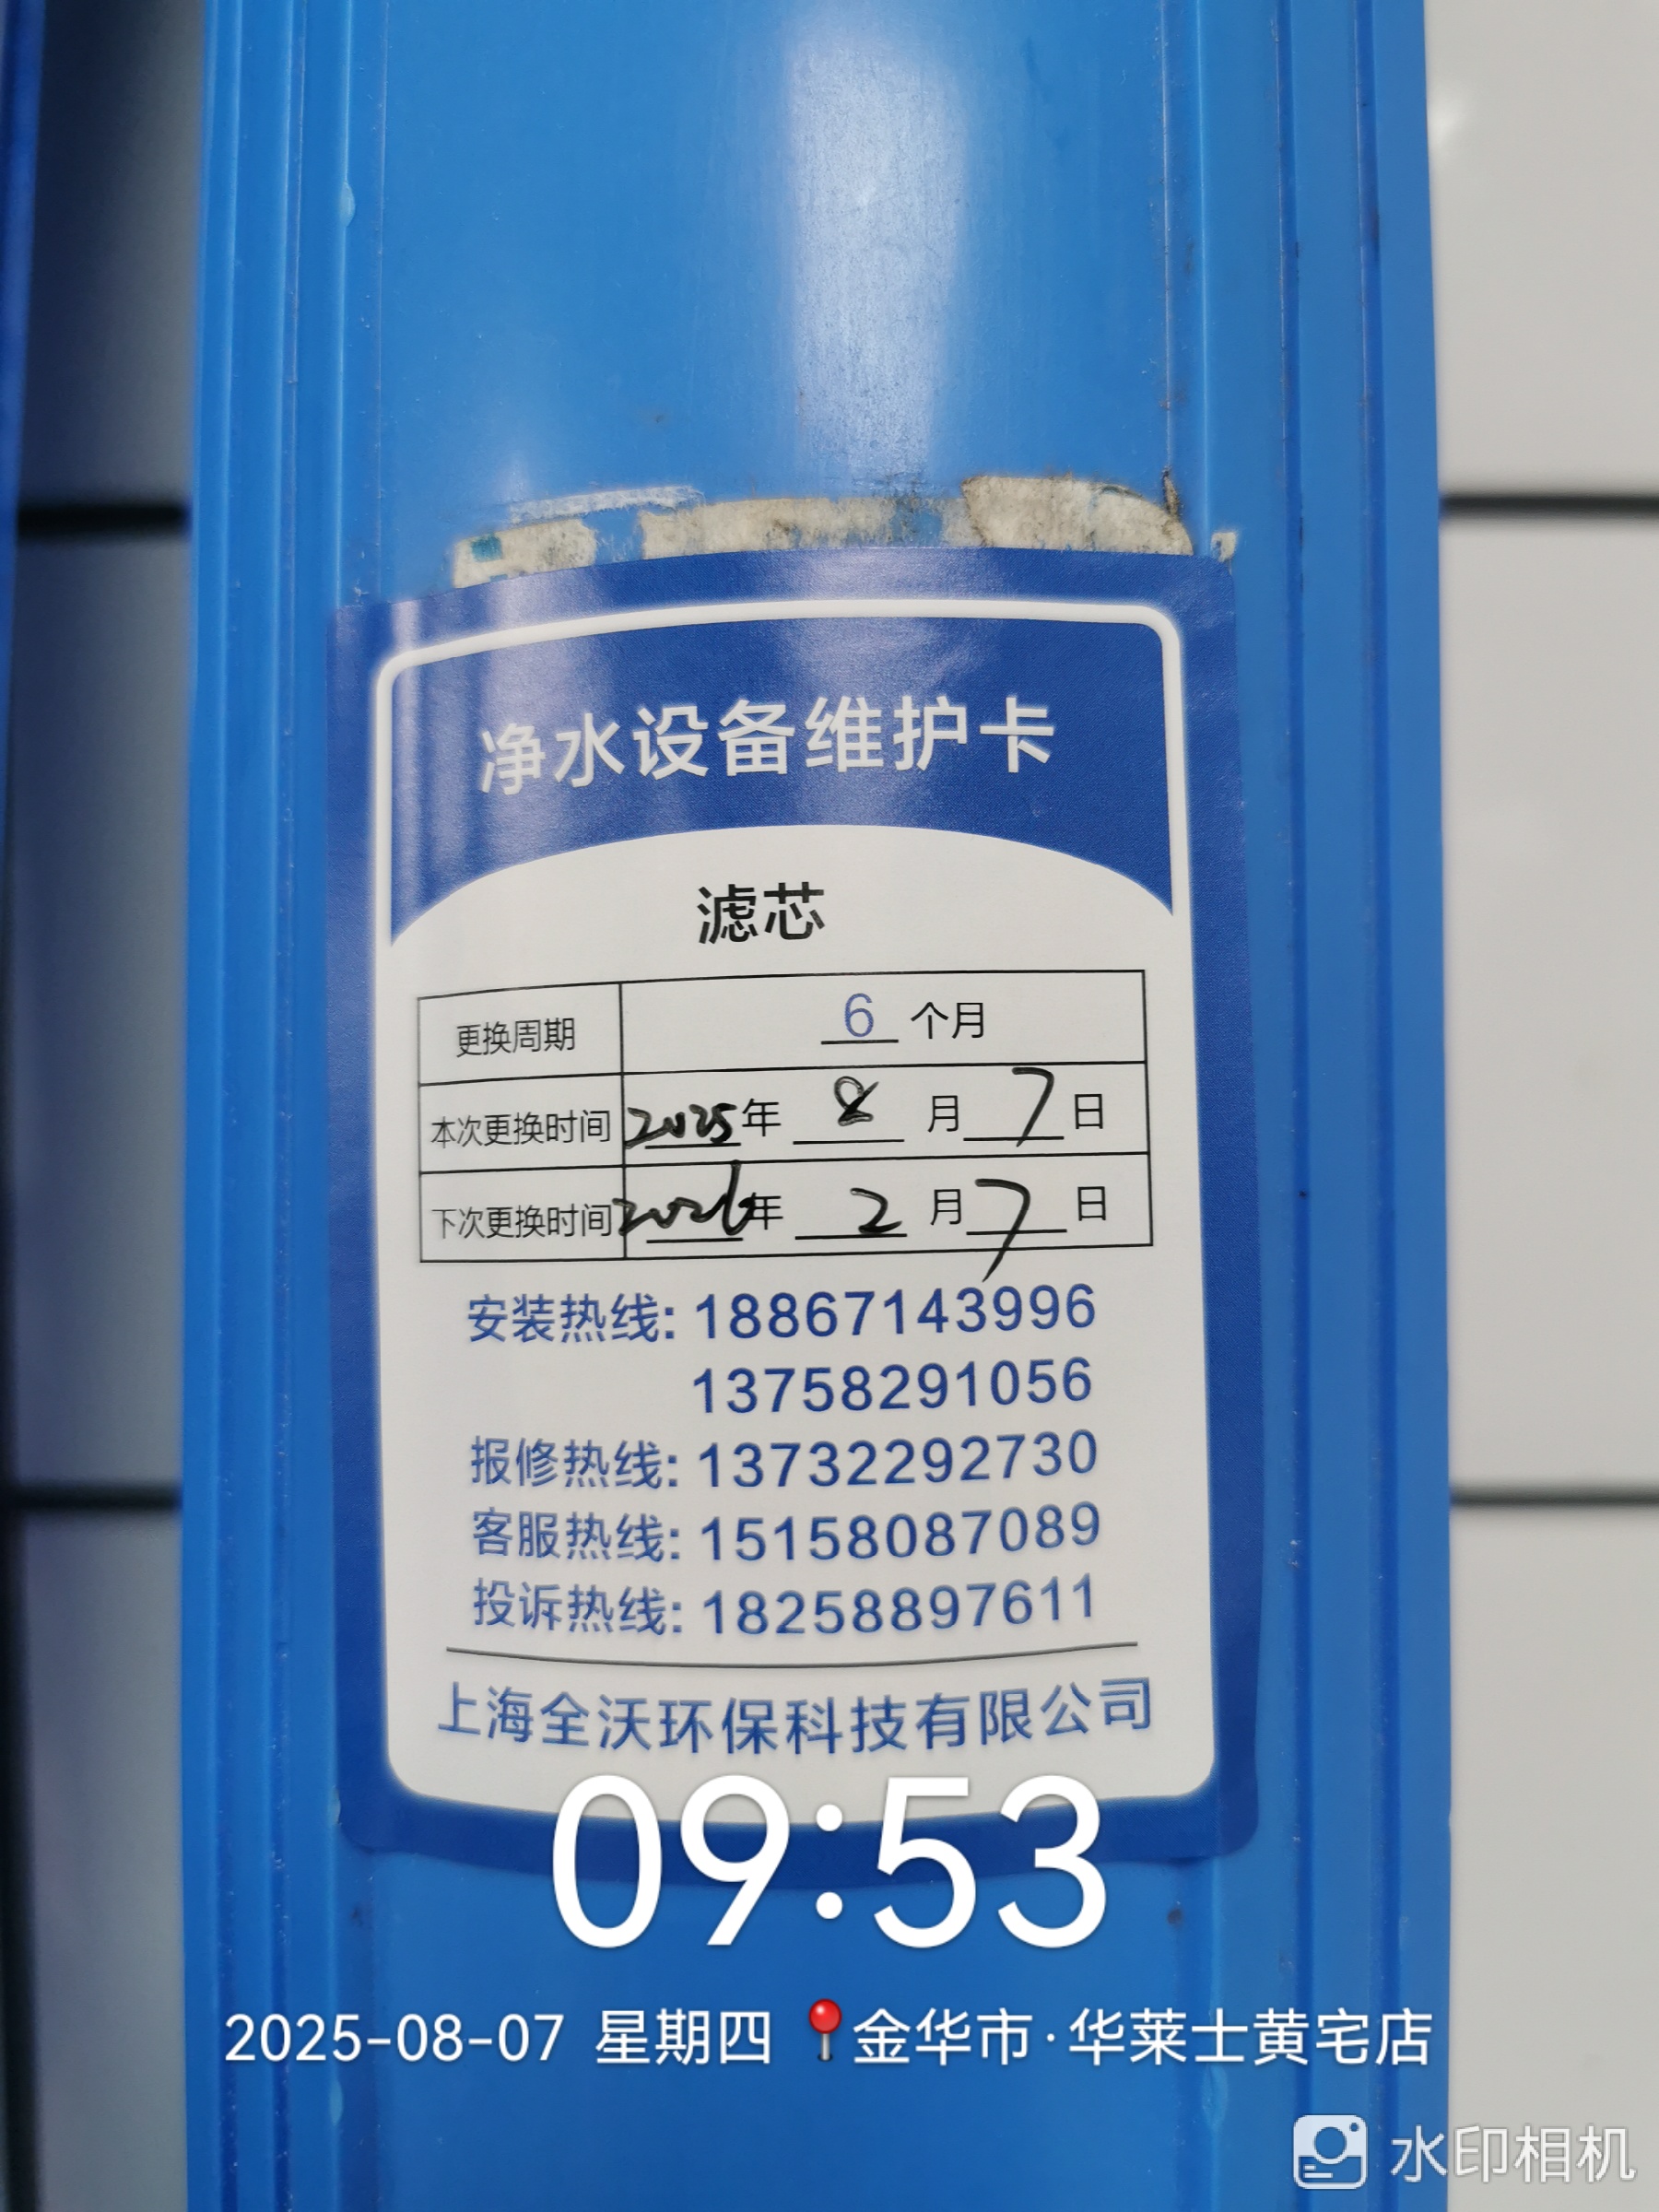 净水设备维护卡
滤芯
更换周期 6 个月
本次更换时间 2025年 8 月 7 日
下次更换时间 2026年 2 月 7 日
安装热线: 18867143996
13758291056
报修热线: 13732292730
客服热线: 15158087089
投诉热线: 18258897611
上海全沃环保科技有限公司
09:53
2025-08-07 星期四 📍金华市·华莱士黄宅店
水印相机